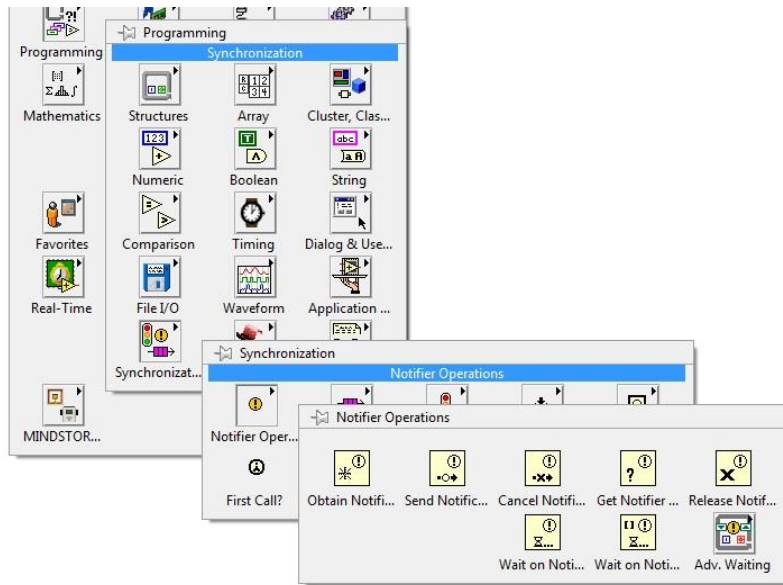 Programming
Synchronization
Programming
Mathematics
Structures
Array
Cluster, Clas...
Numeric
Boolean
String
Favorites
Comparison
Timing
Dialog & Use...
Real-Time
File I/O
Waveform
Application ...
Synchronizat...
MINDSTOR...
Synchronization
Notifier Operations
Notifier Oper...
First Call?
Notifier Operations
Obtain Notifi...
Send Notific...
Cancel Notifi...
Get Notifier ...
Release Notif...
Wait on Noti...
Wait on Noti...
Adv. Waiting